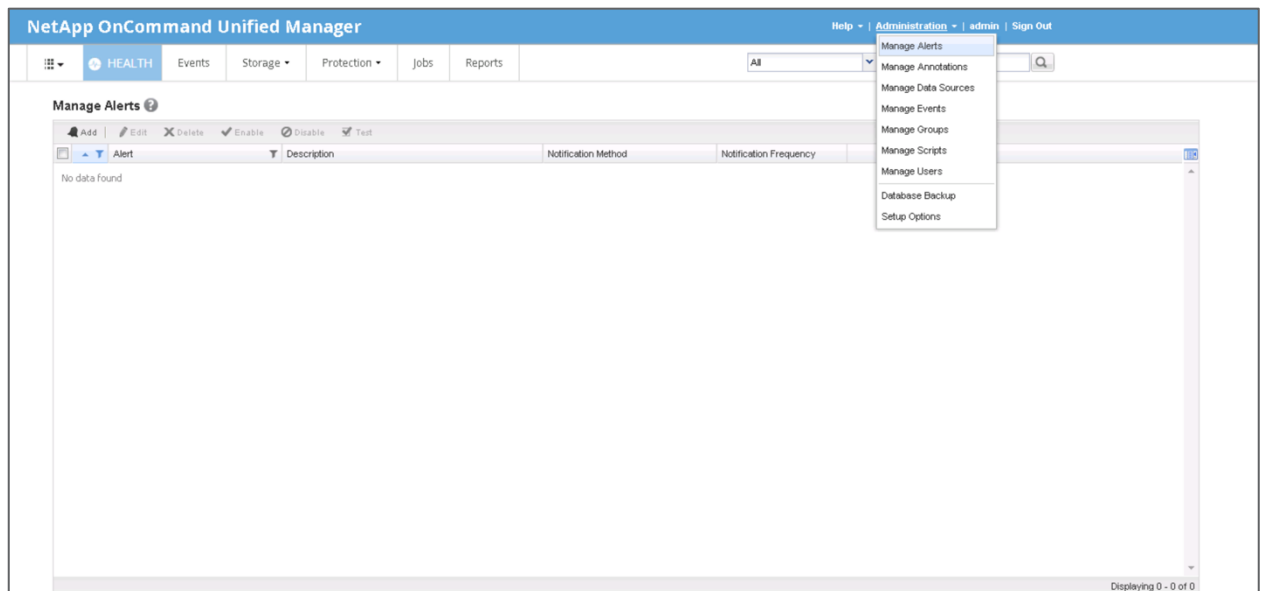 NetApp OnCommand Unified Manager
Help | Administration | admin | Sign Out
HEALTH Events Storage Protection Jobs Reports All
Manage Alerts
Manage Annotations
Manage Data Sources
Manage Events
Manage Groups
Manage Scripts
Manage Users
Database Backup
Setup Options
Manage Alerts
Add Edit Delete Enable Disable Test
Alert Description Notification Method Notification Frequency
No data found
Displaying 0 - 0 of 0